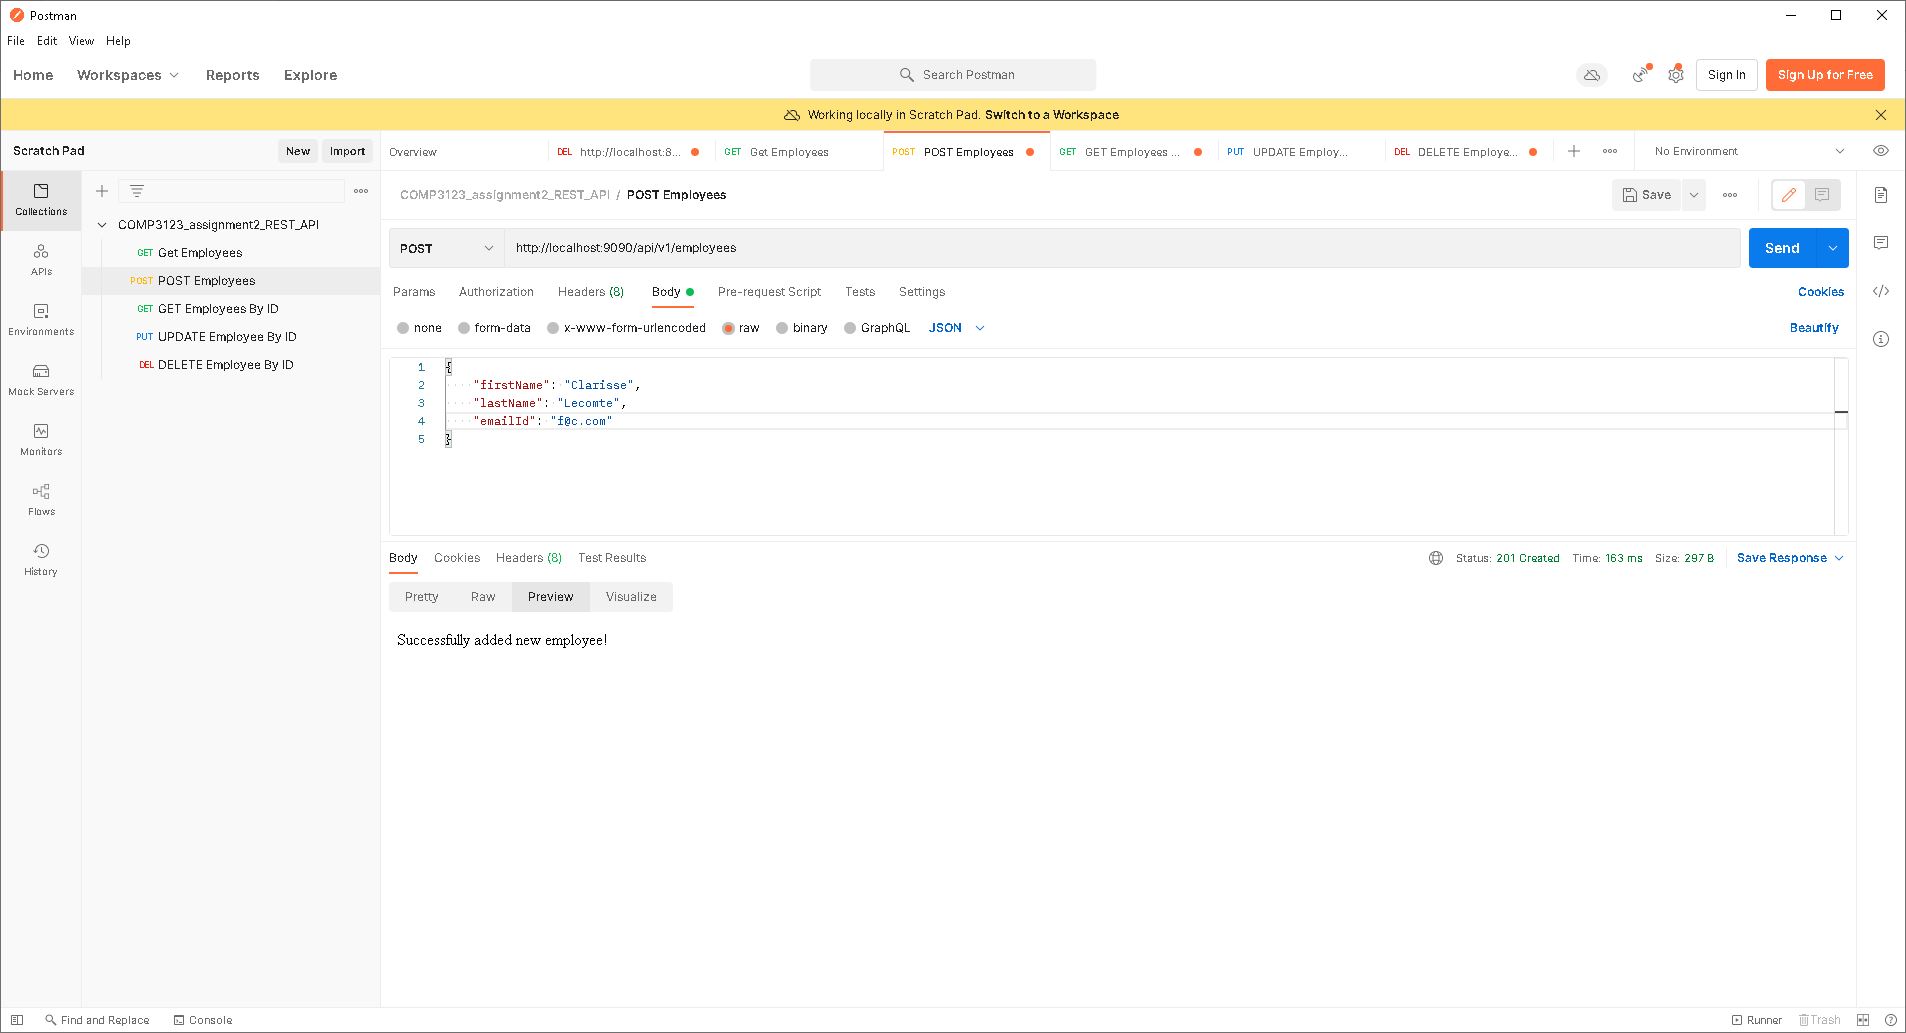 Postman
File Edit View Help
Home Workspaces Reports Explore Search Postman Sign In Sign Up for Free
Working locally in Scratch Pad. Switch to a Workspace
Scratch Pad New Import
Overview DEL http://localhost:8... GET Get Employees POST POST Employees GET GET Employees ... PUT UPDATE Employ... DEL DELETE Employe... No Environment
Collections
APIs
Environments
Mock Servers
Monitors
Flows
History
COMP3123_assignment2_REST_API
GET Get Employees
POST POST Employees
GET GET Employees By ID
PUT UPDATE Employee By ID
DEL DELETE Employee By ID
COMP3123_assignment2_REST_API / POST Employees Save
POST http://localhost:9090/api/v1/employees Send
Params Authorization Headers (8) Body Pre-request Script Tests Settings Cookies
none form-data x-www-form-urlencoded raw binary GraphQL JSON Beautify
1 {
2 "firstName": "Clarisse",
3 "lastName": "Lecomte",
4 "emailId": "f@c.com"
5 }
Body Cookies Headers (8) Test Results Status: 201 Created Time: 163 ms Size: 297 B Save Response
Pretty Raw Preview Visualize
Successfully added new employee!
Find and Replace Console Runner Trash